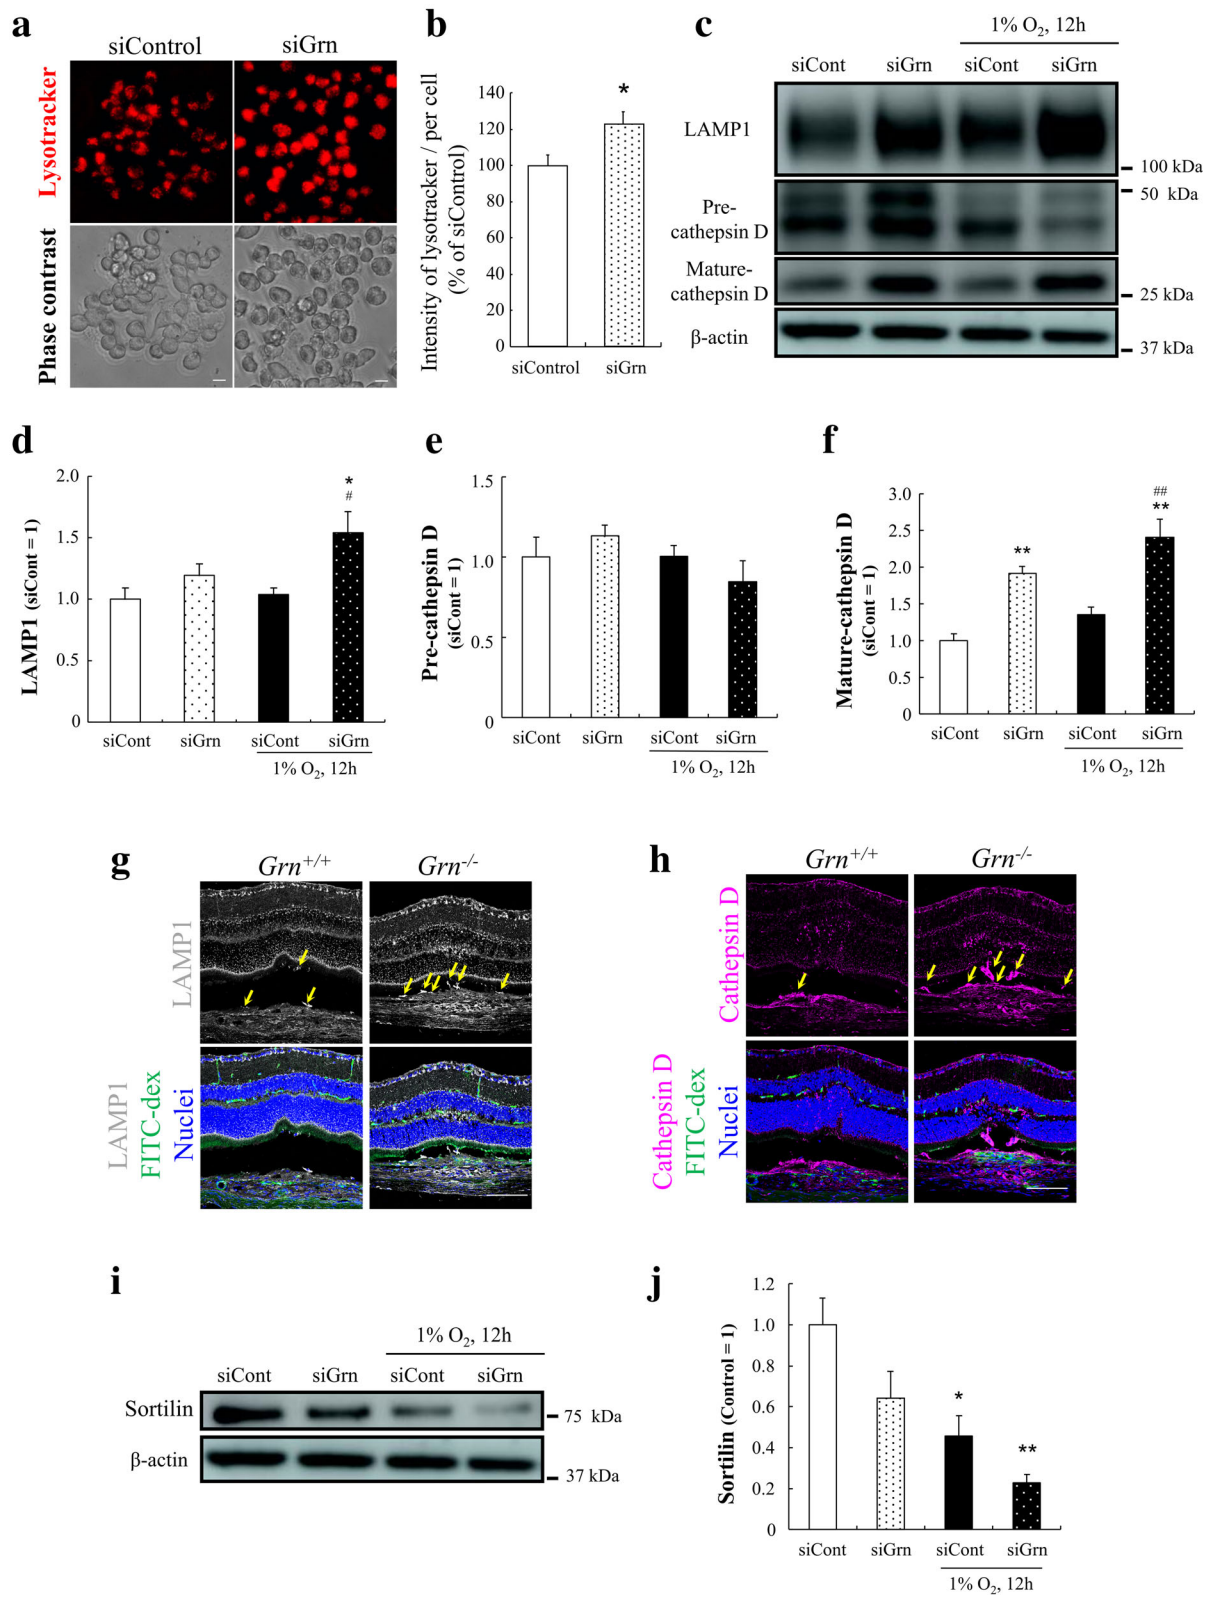 a
siControl
siGrn
Lysotracker
Phase contrast
b
Intensity of lysotracker / per cell
(% of siControl)
140
120
100
80
60
40
20
0
*
siControl
siGrn
c
1% O2, 12h
siCont
siGrn
siCont
siGrn
LAMP1
100 kDa
50 kDa
Pre-
cathepsin D
Mature-
cathepsin D
25 kDa
β-actin
37 kDa
d
LAMP1 (siCont = 1)
2.0
1.5
1.0
0.5
0
*
#
siCont
siGrn
siCont
siGrn
1% O2, 12h
e
Pre-cathepsin D
(siCont = 1)
1.5
1.0
0.5
0
siCont
siGrn
siCont
siGrn
1% O2, 12h
f
Mature-cathepsin D
(siCont = 1)
3.0
2.5
2.0
1.5
1.0
0.5
0
**
##
**
siCont
siGrn
siCont
siGrn
1% O2, 12h
g
Grn+/+
Grn-/-
LAMP1
LAMP1
FITC-dex
Nuclei
h
Grn+/+
Grn-/-
Cathepsin D
Cathepsin D
FITC-dex
Nuclei
i
1% O2, 12h
siCont
siGrn
siCont
siGrn
Sortilin
75 kDa
β-actin
37 kDa
j
Sortilin (Control = 1)
1.2
1.0
0.8
0.6
0.4
0.2
0
*
**
siCont
siGrn
siCont
siGrn
1% O2, 12h